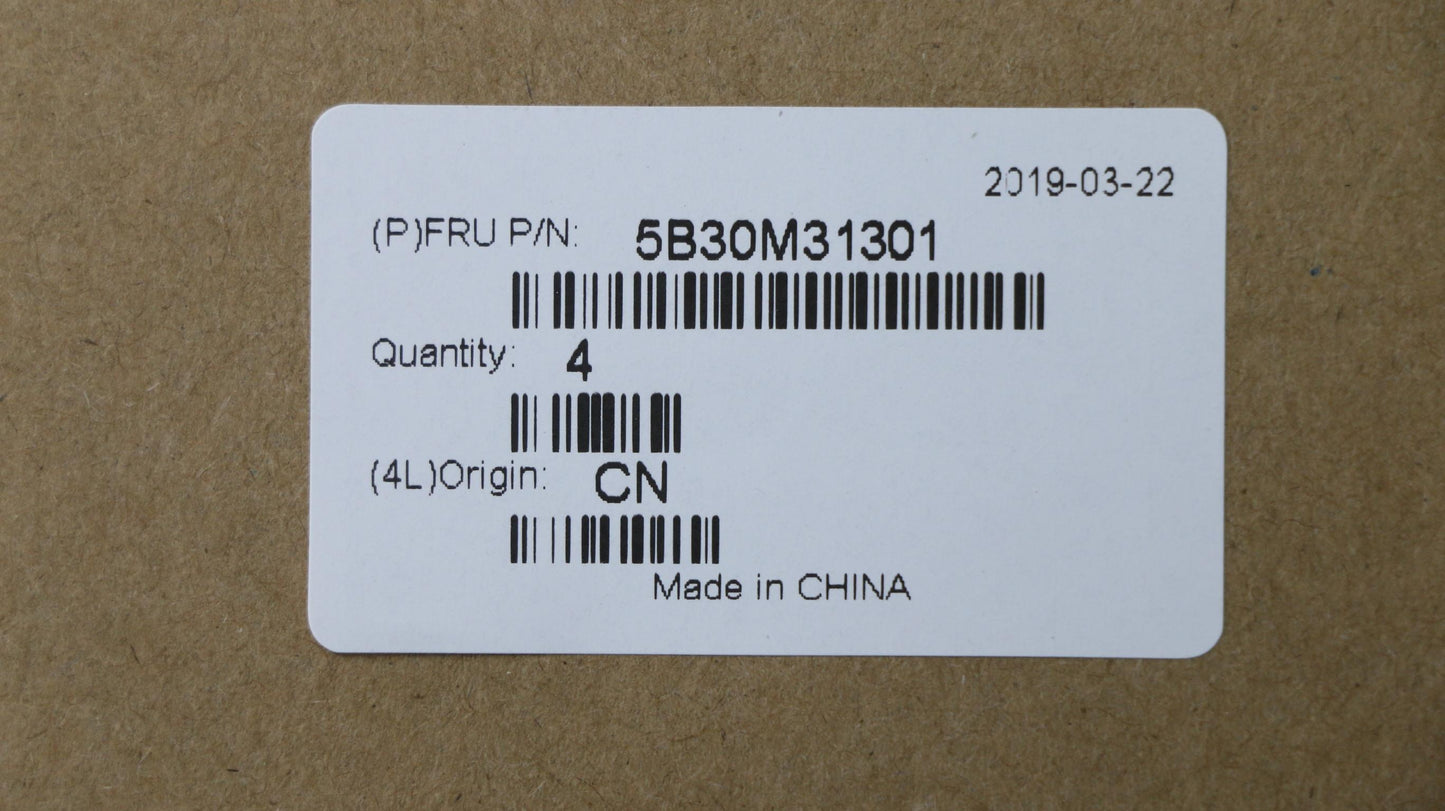 2019-03-22
(P)FRU P/N: 5B30M31301
Quantity: 4
(4L)Origin: CN
Made in CHINA